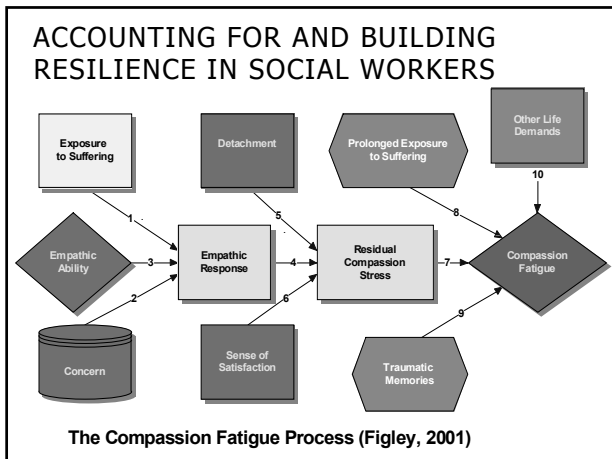 ACCOUNTING FOR AND BUILDING
RESILIENCE IN SOCIAL WORKERS
Exposure
to Suffering
Detachment
Prolonged Exposure
to Suffering
Other Life
Demands
10
1
5
8
Empathic
Ability
3
Empathic
Response
4
Residual
Compassion
Stress
7
Compassion
Fatigue
2
6
9
Concern
Sense of
Satisfaction
Traumatic
Memories
The Compassion Fatigue Process (Figley, 2001)